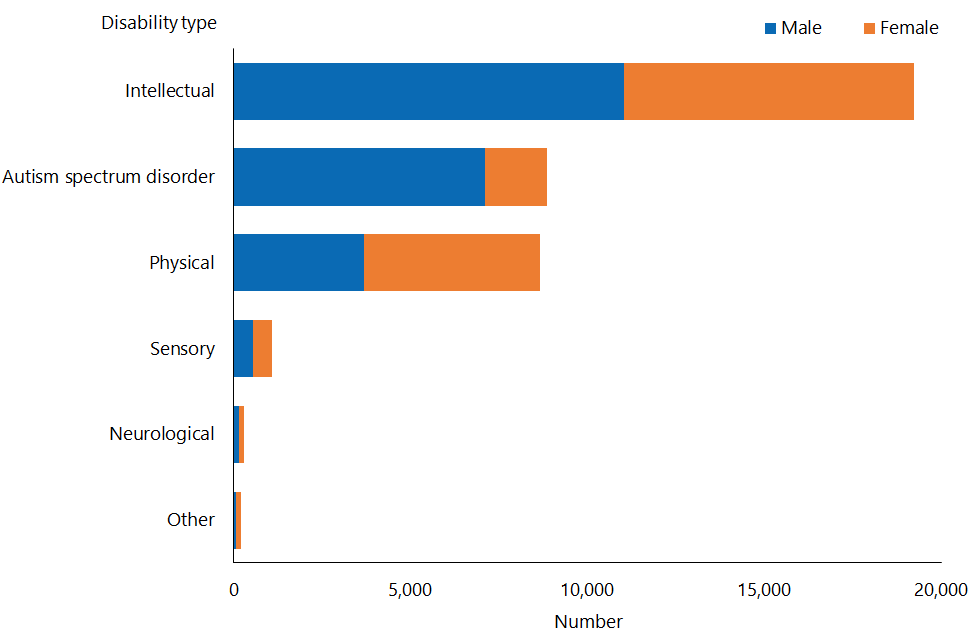 Disability type
Male Female
Intellectual
Autism spectrum disorder
Physical
Sensory
Neurological
Other
0 5,000 10,000 15,000 20,000
Number